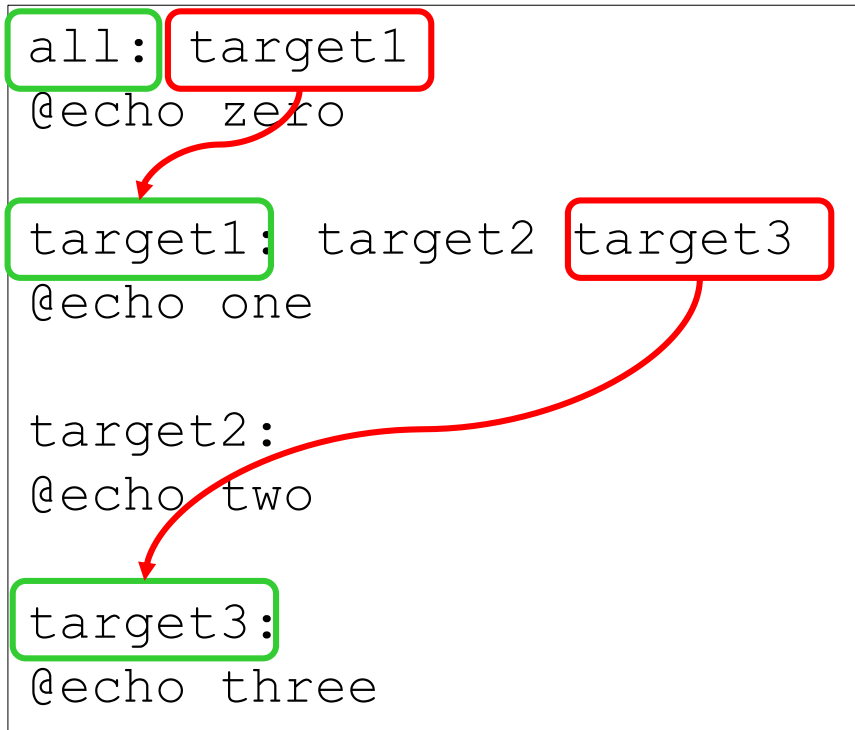 all: target1
@echo zero
target1: target2 target3
@echo one
target2:
@echo two
target3:
@echo three